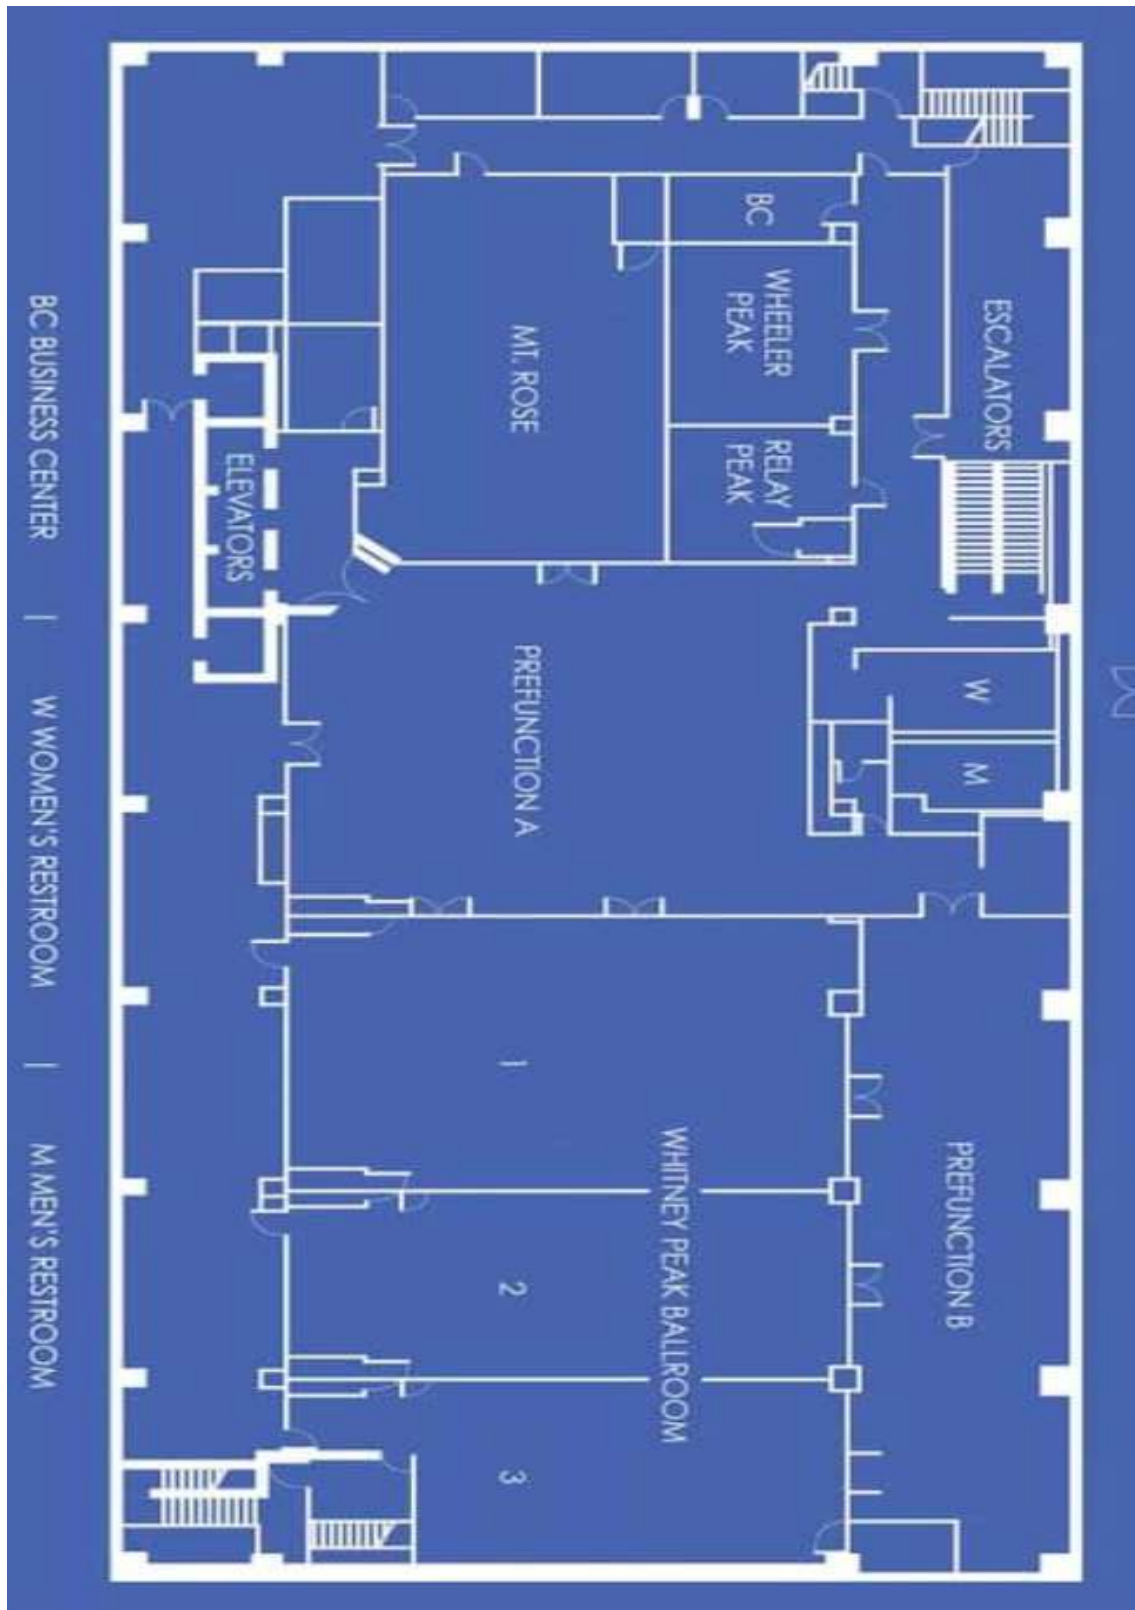 ESCALATORS
BC
WHEELER
PEAK
RELAY
PEAK
MT. ROSE
ELEVATORS
W
M
PREFUNCTION A
PREFUNCTION B
WHITNEY PEAK BALLROOM
1
2
3
BC BUSINESS CENTER | W WOMEN'S RESTROOM | M MEN'S RESTROOM